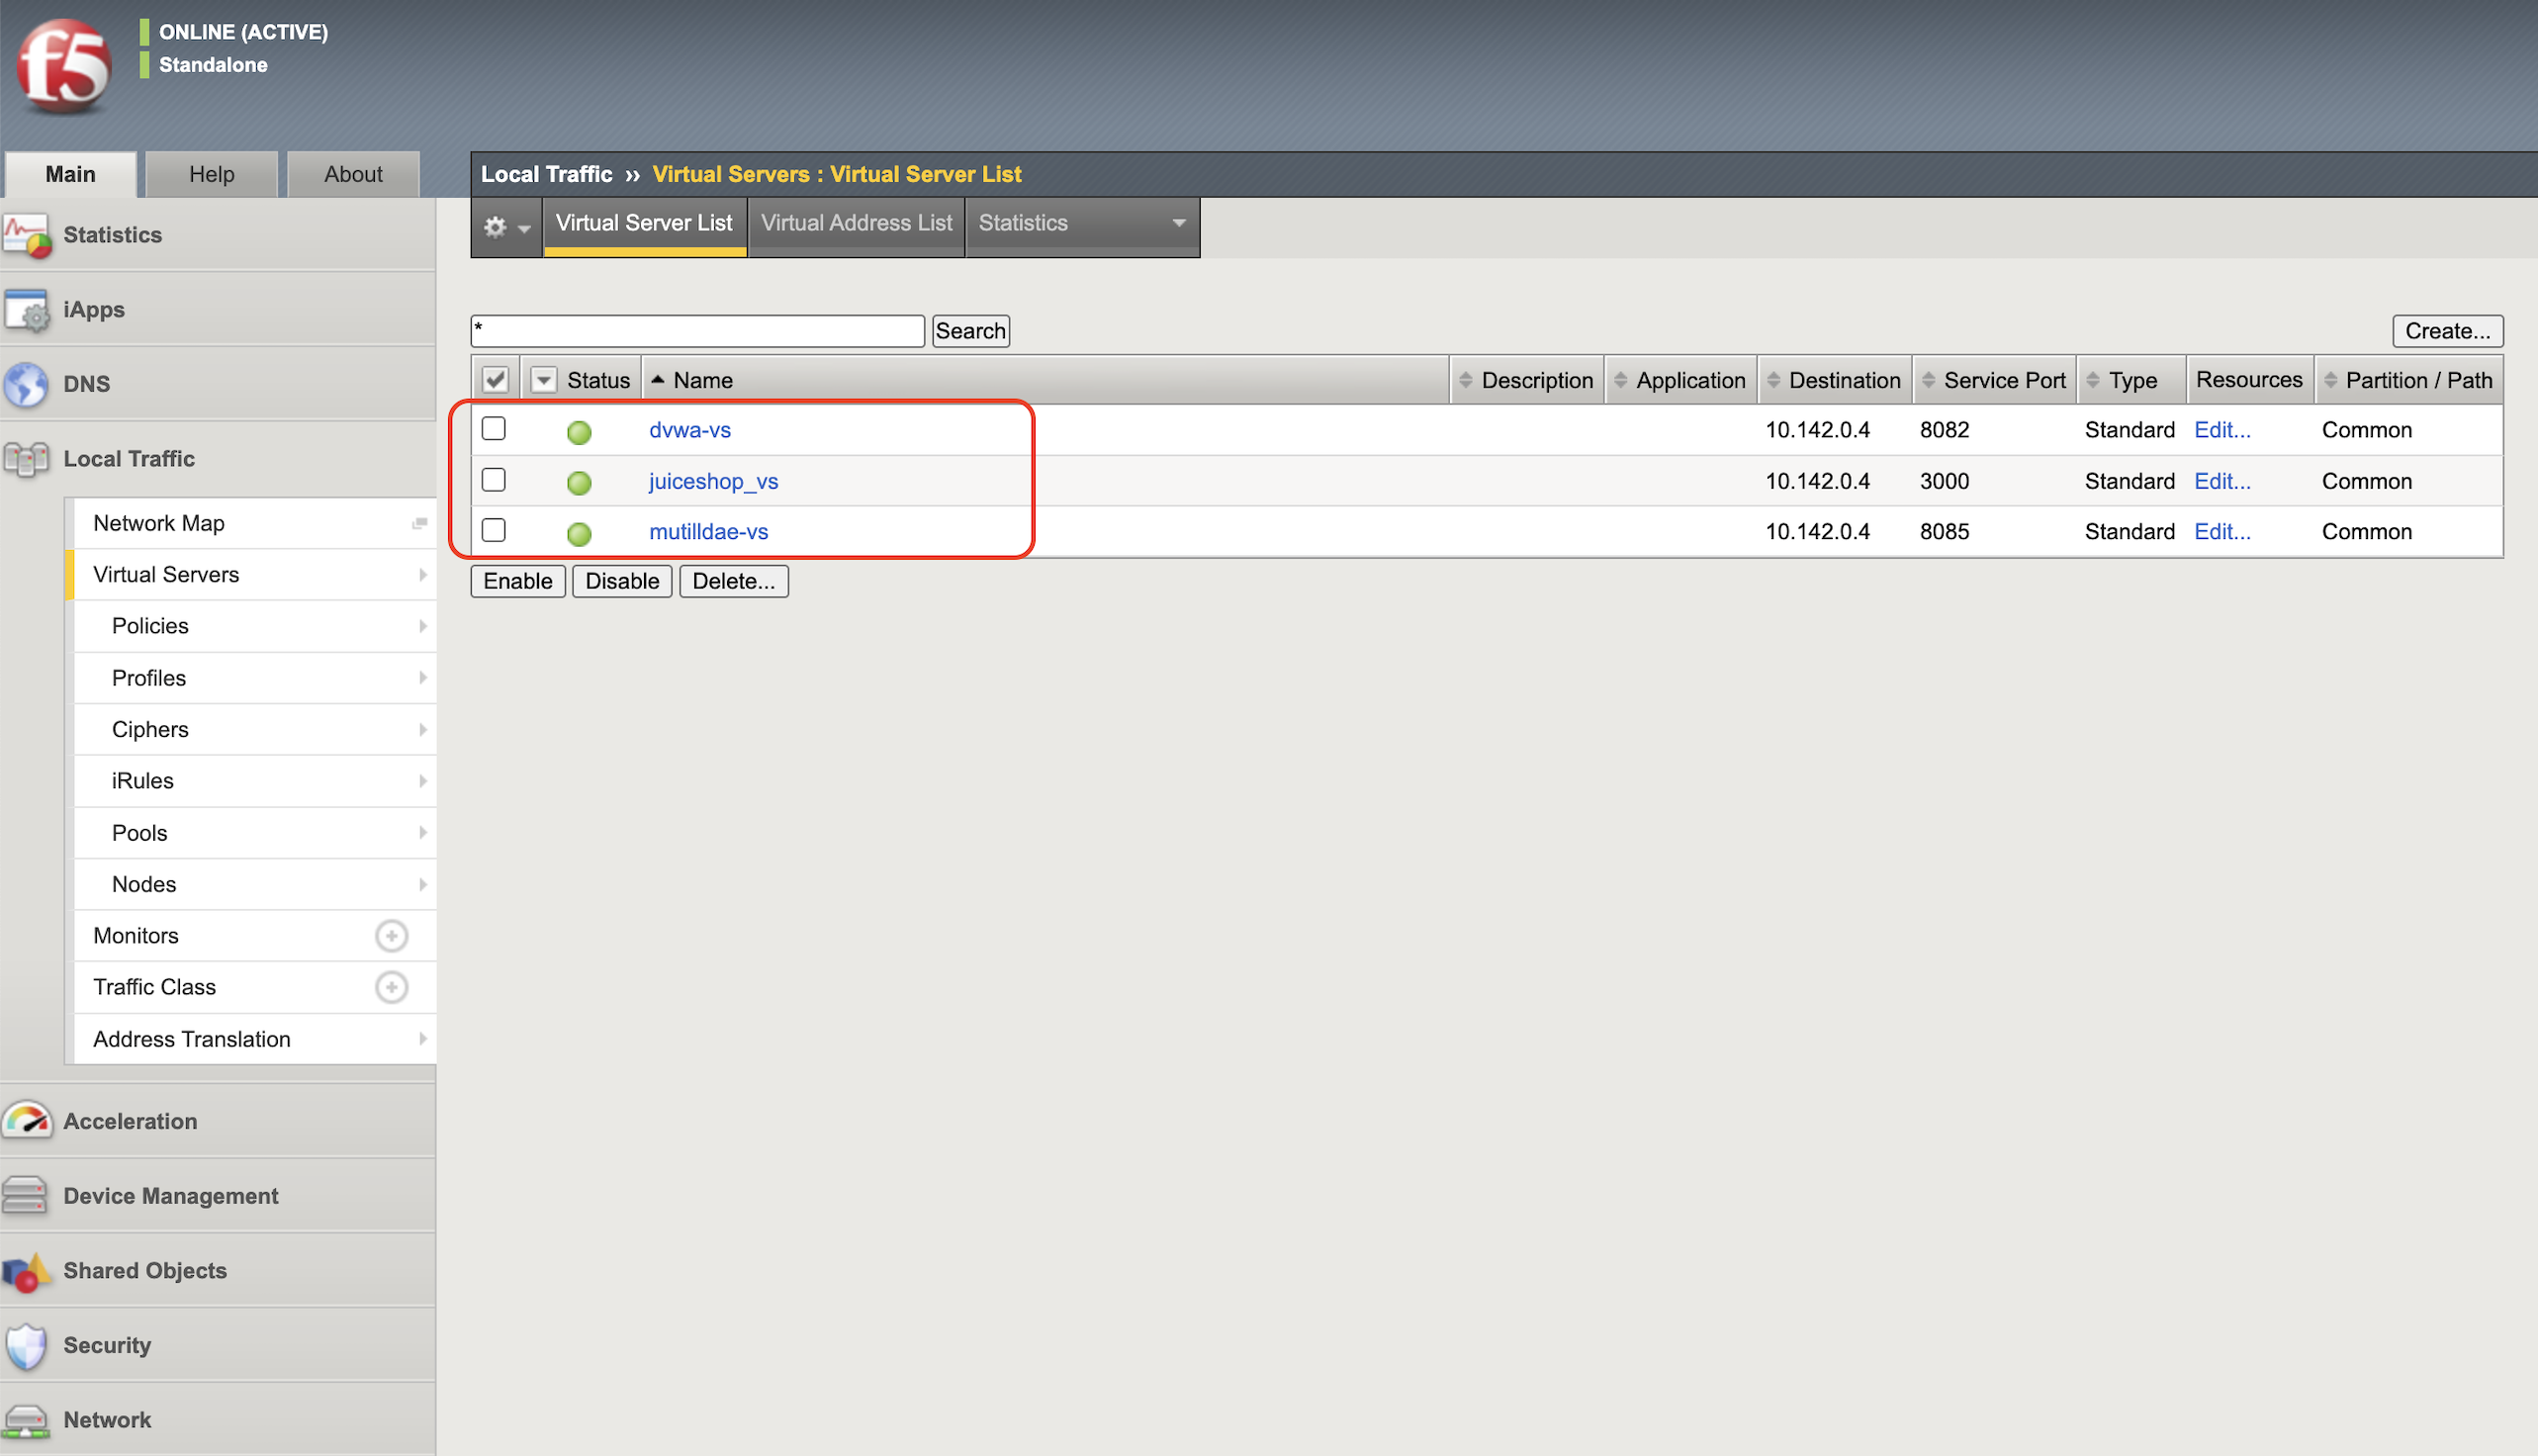 f5
ONLINE (ACTIVE)
Standalone
Main Help About
Local Traffic ›› Virtual Servers : Virtual Server List
Virtual Server List Virtual Address List Statistics
Statistics
iApps
DNS
Local Traffic
Network Map
Virtual Servers
Policies
Profiles
Ciphers
iRules
Pools
Nodes
Monitors
Traffic Class
Address Translation
Acceleration
Device Management
Shared Objects
Security
Network
* Search Create...
Status Name Description Application Destination Service Port Type Resources Partition / Path
dvwa-vs 10.142.0.4 8082 Standard Edit... Common
juiceshop_vs 10.142.0.4 3000 Standard Edit... Common
mutilldae-vs 10.142.0.4 8085 Standard Edit... Common
Enable Disable Delete...